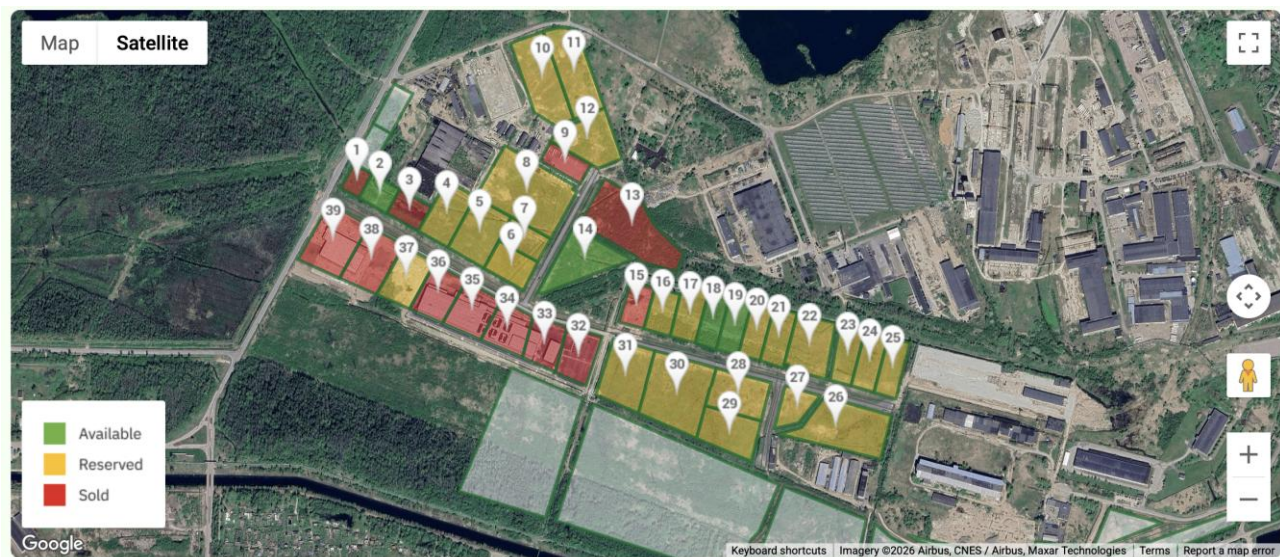 Map Satellite
10 11
12
9
1 2 3 4 5 6 7 8
13
14
39 38 37 36 35 34 33 32
15 16 17 18 19 20 21 22 23 24 25
31 30 28 27 26
29
Available
Reserved
Sold
Google
Keyboard shortcuts
Imagery ©2026 Airbus, CNES / Airbus, Maxar Technologies
Terms
Report a map error